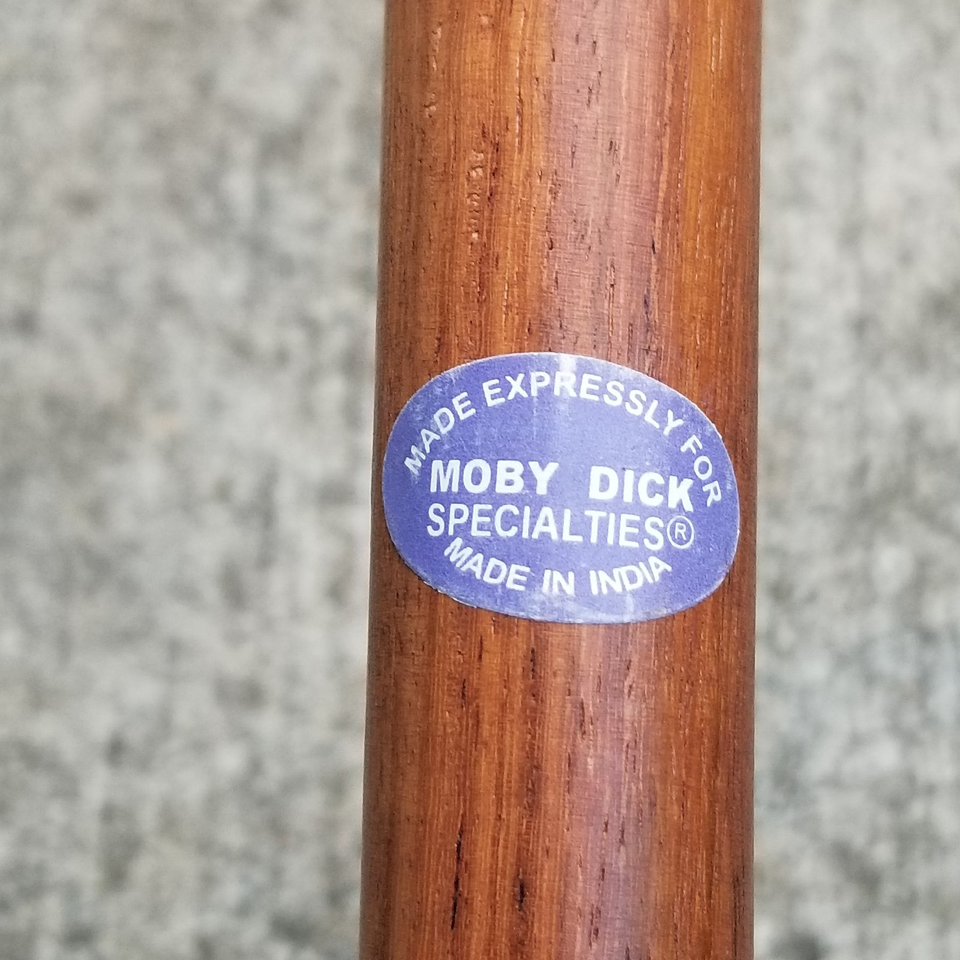 MADE EXPRESSLY FOR
MOBY DICK
SPECIALTIES®
MADE IN INDIA